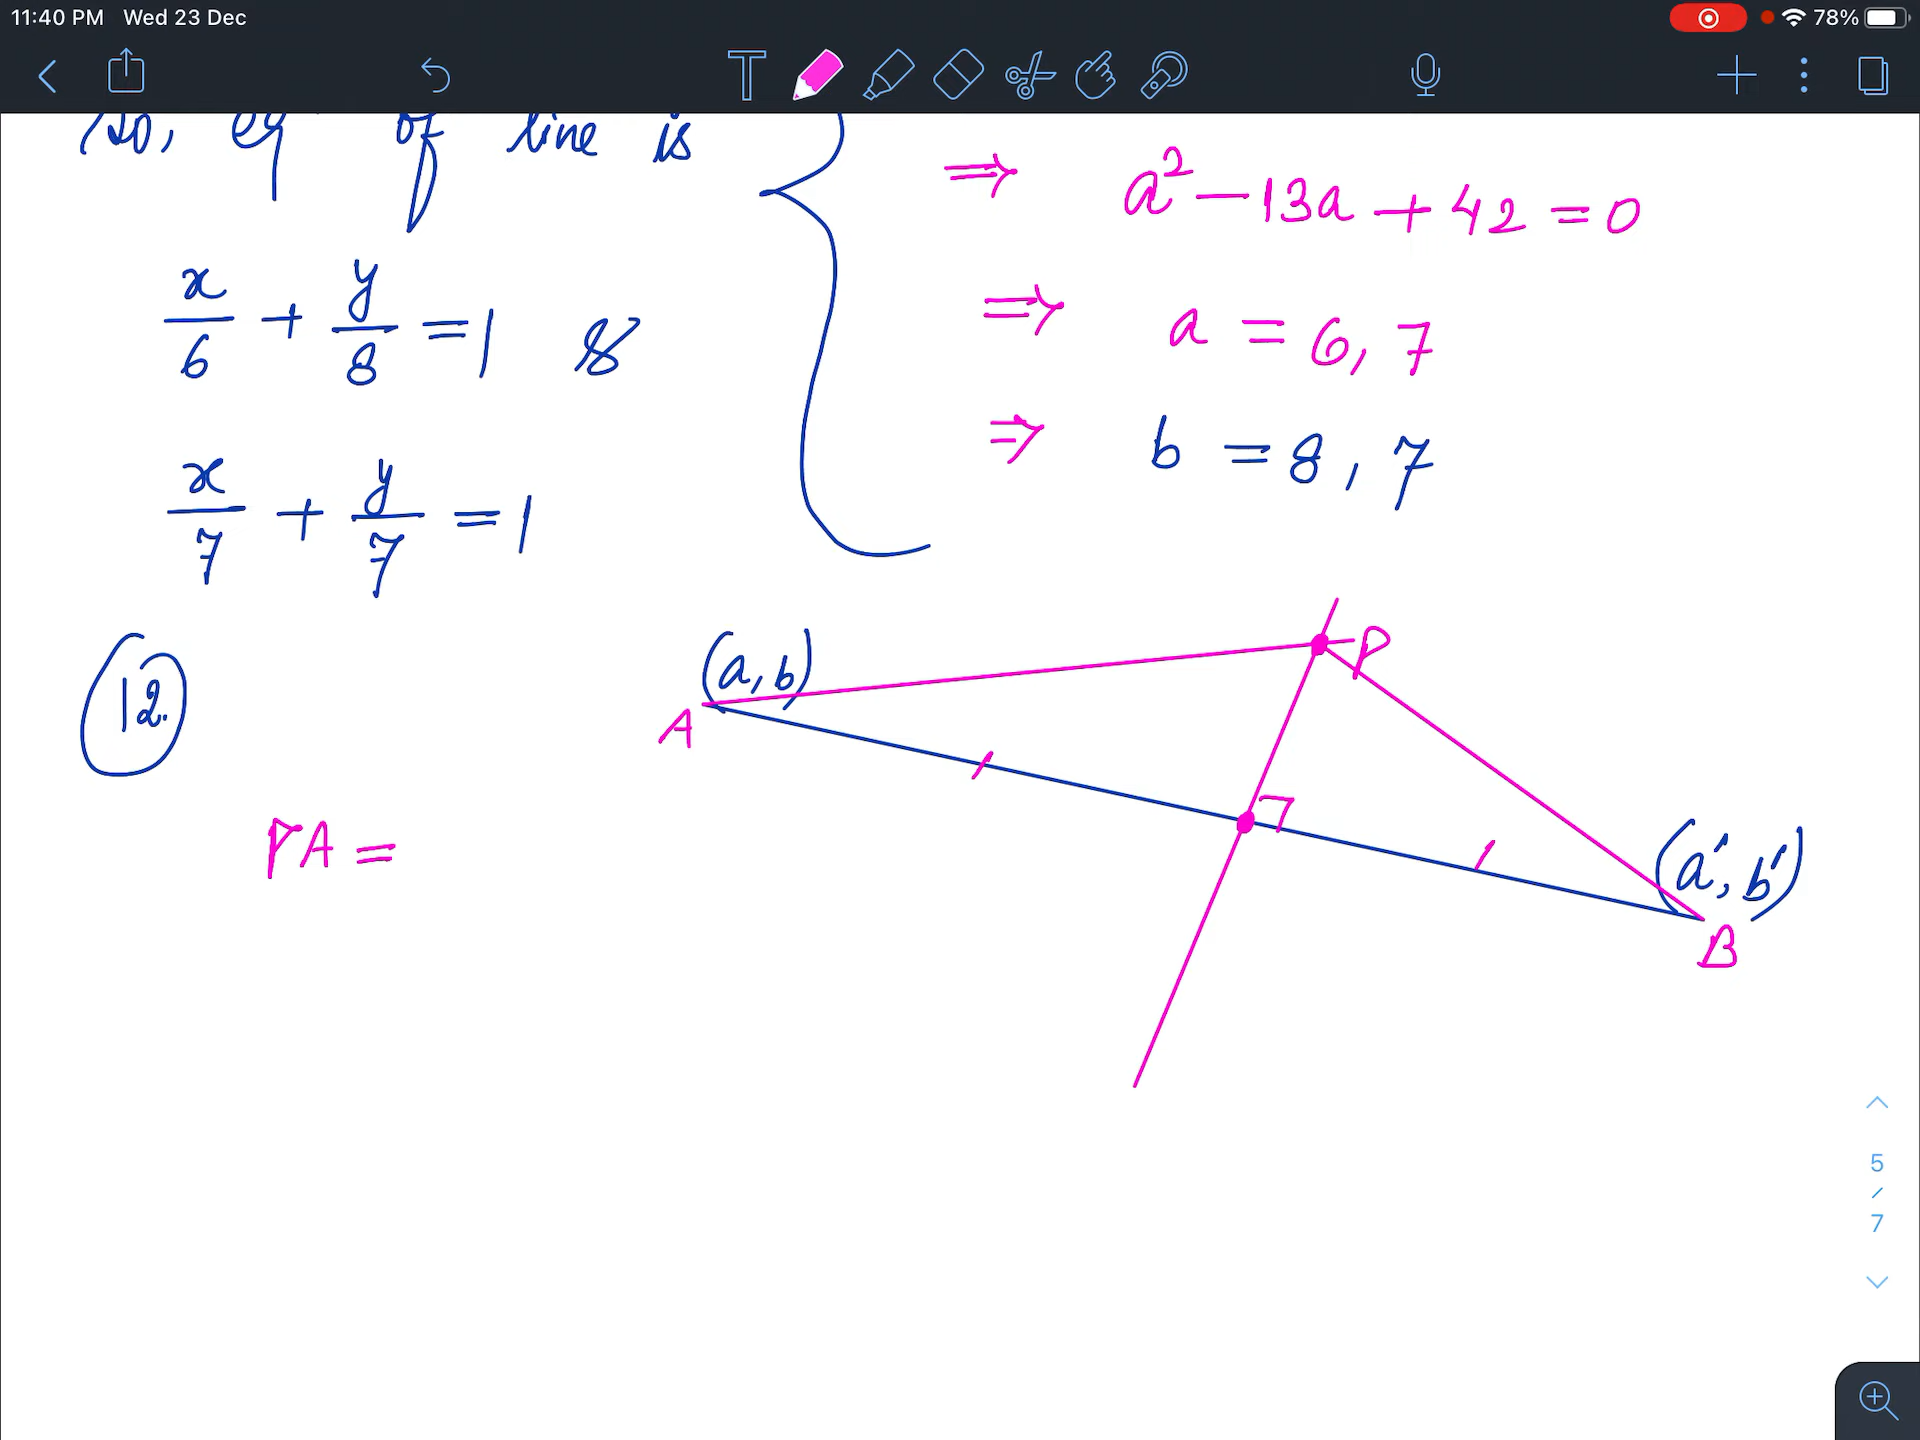 11:40 PM Wed 23 Dec
78%
T
So, eqⁿ of line is
x/6 + y/8 = 1 &
x/7 + y/7 = 1
⇒ a² - 13a + 42 = 0
⇒ a = 6, 7
⇒ b = 8, 7
12.
(a, b)
A
P
(a', b')
B
PA =
5
/
7